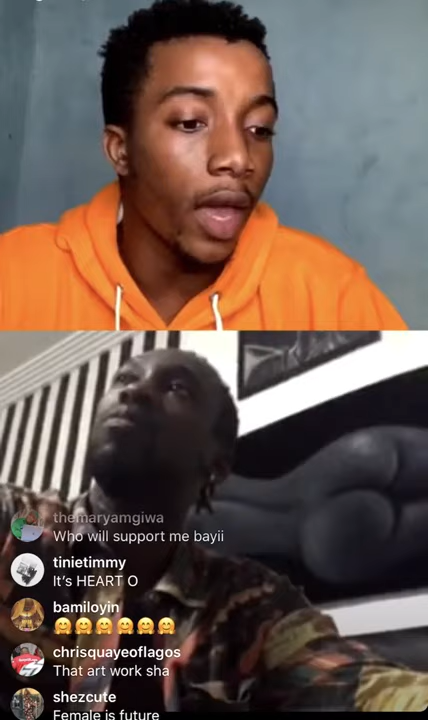 themaryamgiwa
Who will support me bayii
tinietimmy
It's HEART O
bamiloyin
🤗🤗🤗🤗🤗🤗
chrisquayeoflagos
That art work sha
shezcute
Female is future